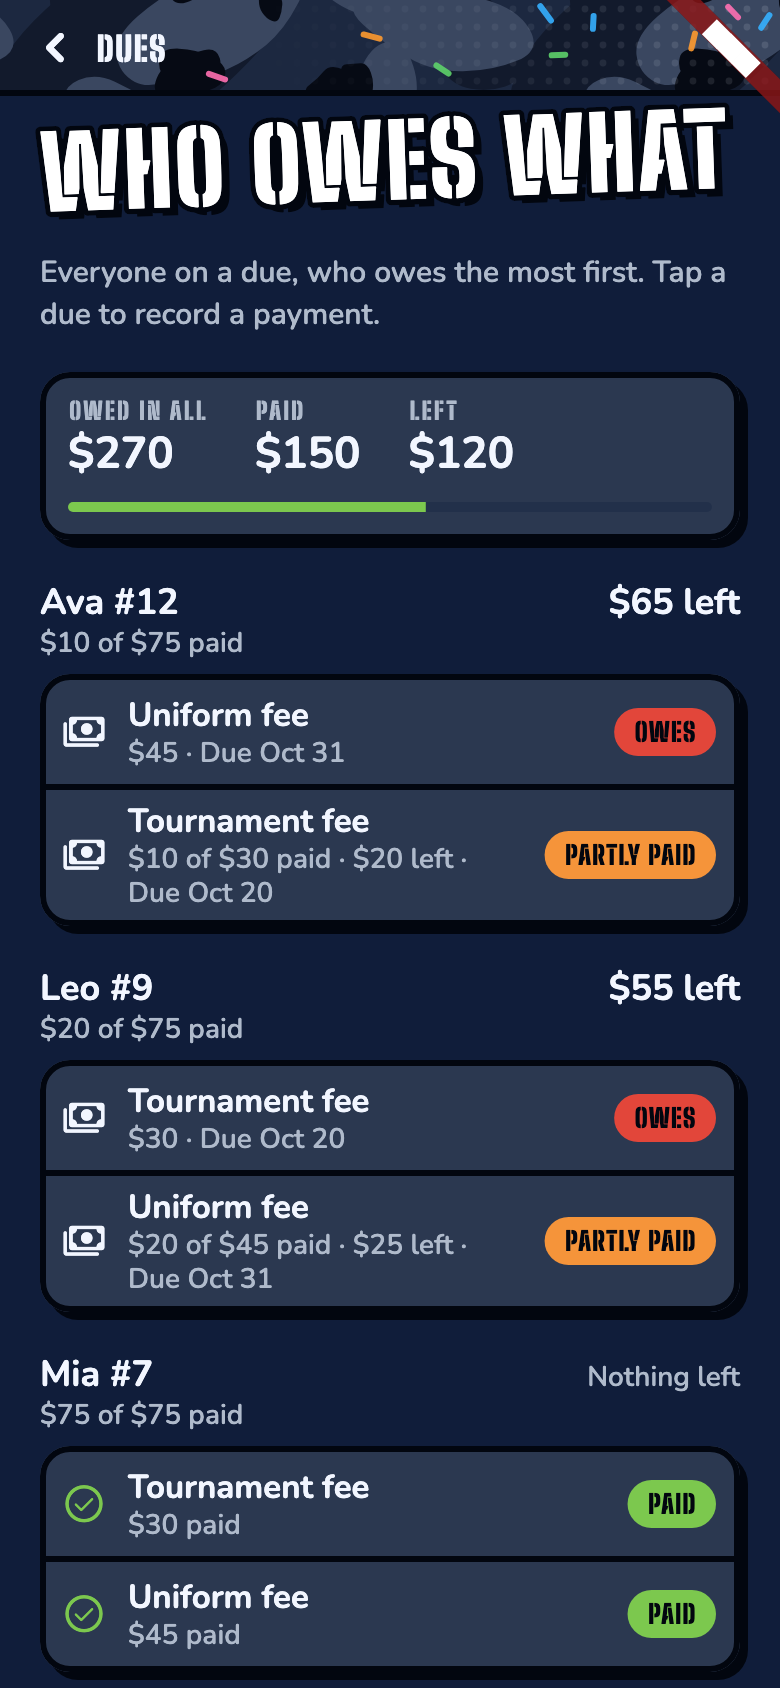 DUES
WHO OWES WHAT
Everyone on a due, who owes the most first. Tap a
due to record a payment.
OWED IN ALL PAID LEFT
$270 $150 $120
Ava #12 $65 left
$10 of $75 paid
Uniform fee
$45 · Due Oct 31
OWES
Tournament fee
$10 of $30 paid · $20 left ·
Due Oct 20
PARTLY PAID
Leo #9 $55 left
$20 of $75 paid
Tournament fee
$30 · Due Oct 20
OWES
Uniform fee
$20 of $45 paid · $25 left ·
Due Oct 31
PARTLY PAID
Mia #7 Nothing left
$75 of $75 paid
Tournament fee
$30 paid
PAID
Uniform fee
$45 paid
PAID